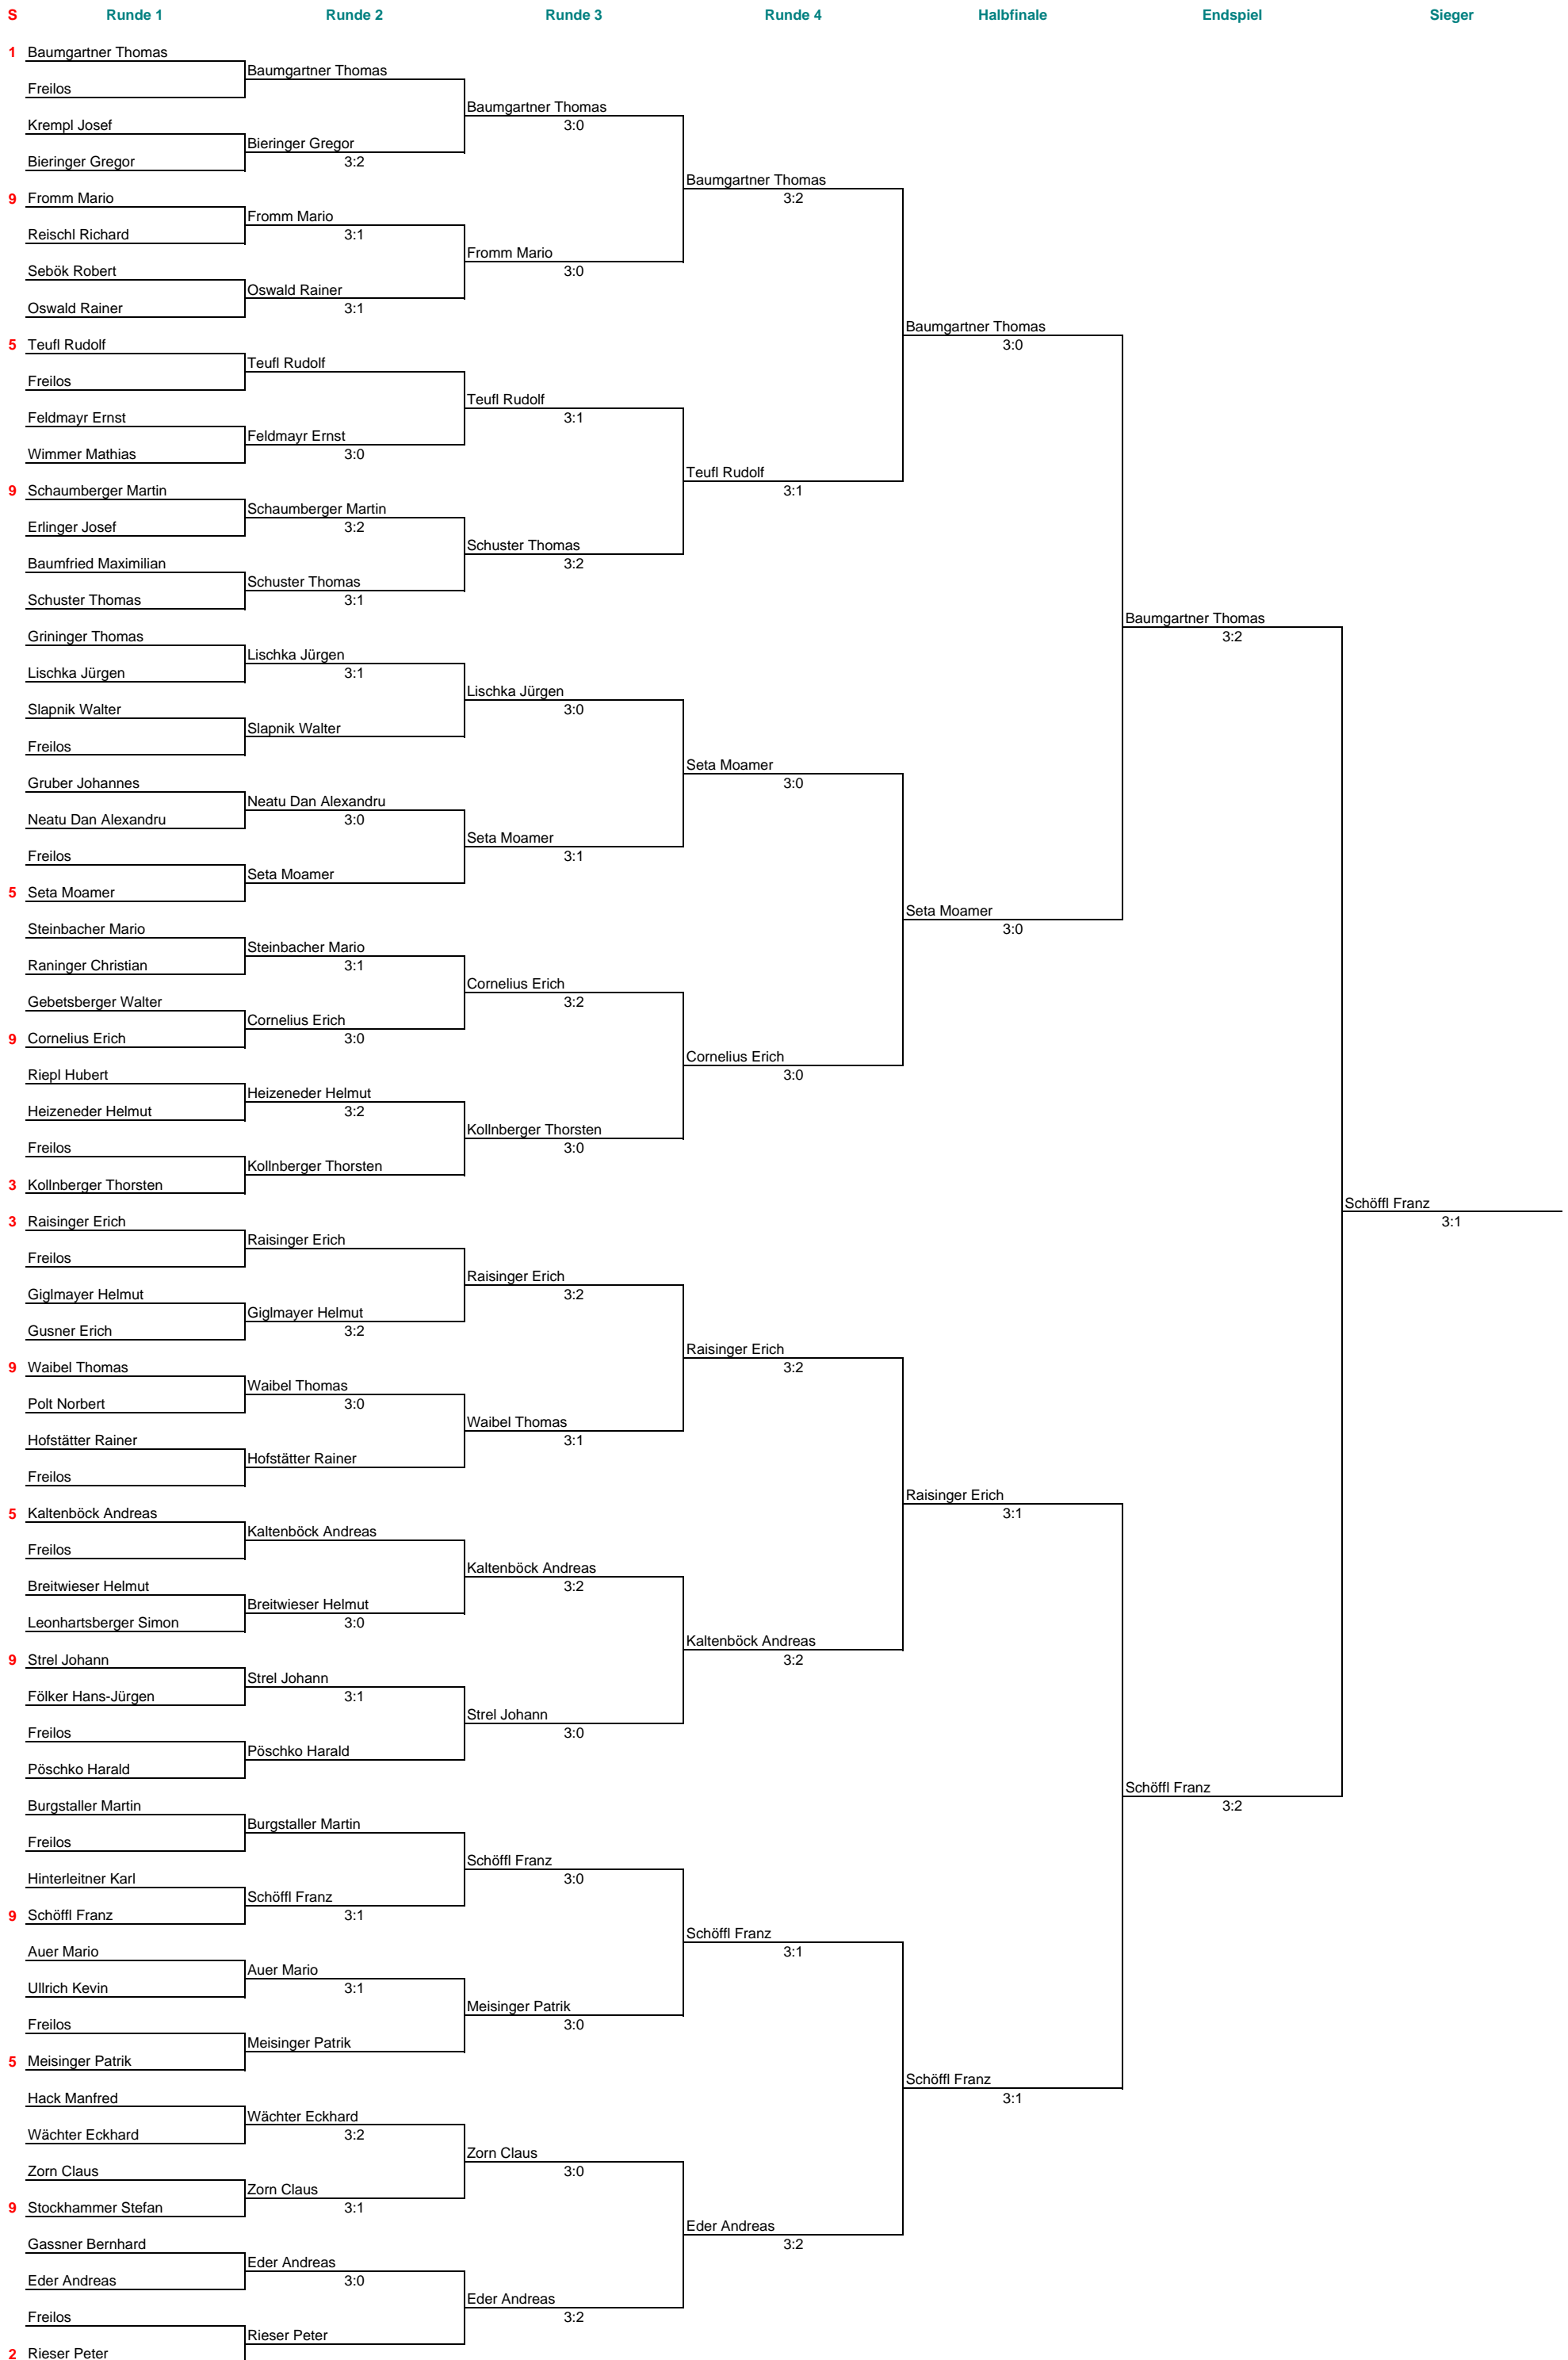 S Runde 1 Runde 2 Runde 3 Runde 4 Halbfinale Endspiel Sieger
1 Baumgartner Thomas
Baumgartner Thomas
Freilos
Baumgartner Thomas
3:0
Krempl Josef
Bieringer Gregor
3:2
Bieringer Gregor
Baumgartner Thomas
3:2
9 Fromm Mario
Fromm Mario
3:1
Reischl Richard
Fromm Mario
3:0
Sebök Robert
Oswald Rainer
3:1
Oswald Rainer
Baumgartner Thomas
3:0
5 Teufl Rudolf
Teufl Rudolf
Freilos
Teufl Rudolf
3:1
Feldmayr Ernst
Feldmayr Ernst
3:0
Wimmer Mathias
Teufl Rudolf
3:1
9 Schaumberger Martin
Schaumberger Martin
3:2
Erlinger Josef
Schuster Thomas
3:2
Baumfried Maximilian
Schuster Thomas
3:1
Schuster Thomas
Baumgartner Thomas
3:2
Grininger Thomas
Lischka Jürgen
3:1
Lischka Jürgen
Lischka Jürgen
3:0
Slapnik Walter
Slapnik Walter
Freilos
Seta Moamer
3:0
Gruber Johannes
Neatu Dan Alexandru
3:0
Neatu Dan Alexandru
Seta Moamer
3:1
Freilos
Seta Moamer
5 Seta Moamer
Seta Moamer
3:0
Steinbacher Mario
Steinbacher Mario
3:1
Raninger Christian
Cornelius Erich
3:2
Gebetsberger Walter
Cornelius Erich
3:0
9 Cornelius Erich
Cornelius Erich
3:0
Riepl Hubert
Heizeneder Helmut
3:2
Heizeneder Helmut
Kollnberger Thorsten
3:0
Freilos
Kollnberger Thorsten
3 Kollnberger Thorsten
Schöffl Franz
3:1
3 Raisinger Erich
Raisinger Erich
Freilos
Raisinger Erich
3:2
Giglmayer Helmut
Giglmayer Helmut
3:2
Gusner Erich
Raisinger Erich
3:2
9 Waibel Thomas
Waibel Thomas
3:0
Polt Norbert
Waibel Thomas
3:1
Hofstätter Rainer
Hofstätter Rainer
Freilos
Raisinger Erich
3:1
5 Kaltenböck Andreas
Kaltenböck Andreas
Freilos
Kaltenböck Andreas
3:2
Breitwieser Helmut
Breitwieser Helmut
3:0
Leonhartsberger Simon
Kaltenböck Andreas
3:2
9 Strel Johann
Strel Johann
3:1
Fölker Hans-Jürgen
Strel Johann
3:0
Freilos
Pöschko Harald
Pöschko Harald
Schöffl Franz
3:2
Burgstaller Martin
Burgstaller Martin
Freilos
Schöffl Franz
3:0
Hinterleitner Karl
Schöffl Franz
3:1
9 Schöffl Franz
Schöffl Franz
3:1
Auer Mario
Auer Mario
3:1
Ullrich Kevin
Meisinger Patrik
3:0
Freilos
Meisinger Patrik
5 Meisinger Patrik
Schöffl Franz
3:1
Hack Manfred
Wächter Eckhard
3:2
Wächter Eckhard
Zorn Claus
3:0
Zorn Claus
Zorn Claus
3:1
9 Stockhammer Stefan
Eder Andreas
3:2
Gassner Bernhard
Eder Andreas
3:0
Eder Andreas
Eder Andreas
3:2
Freilos
Rieser Peter
2 Rieser Peter